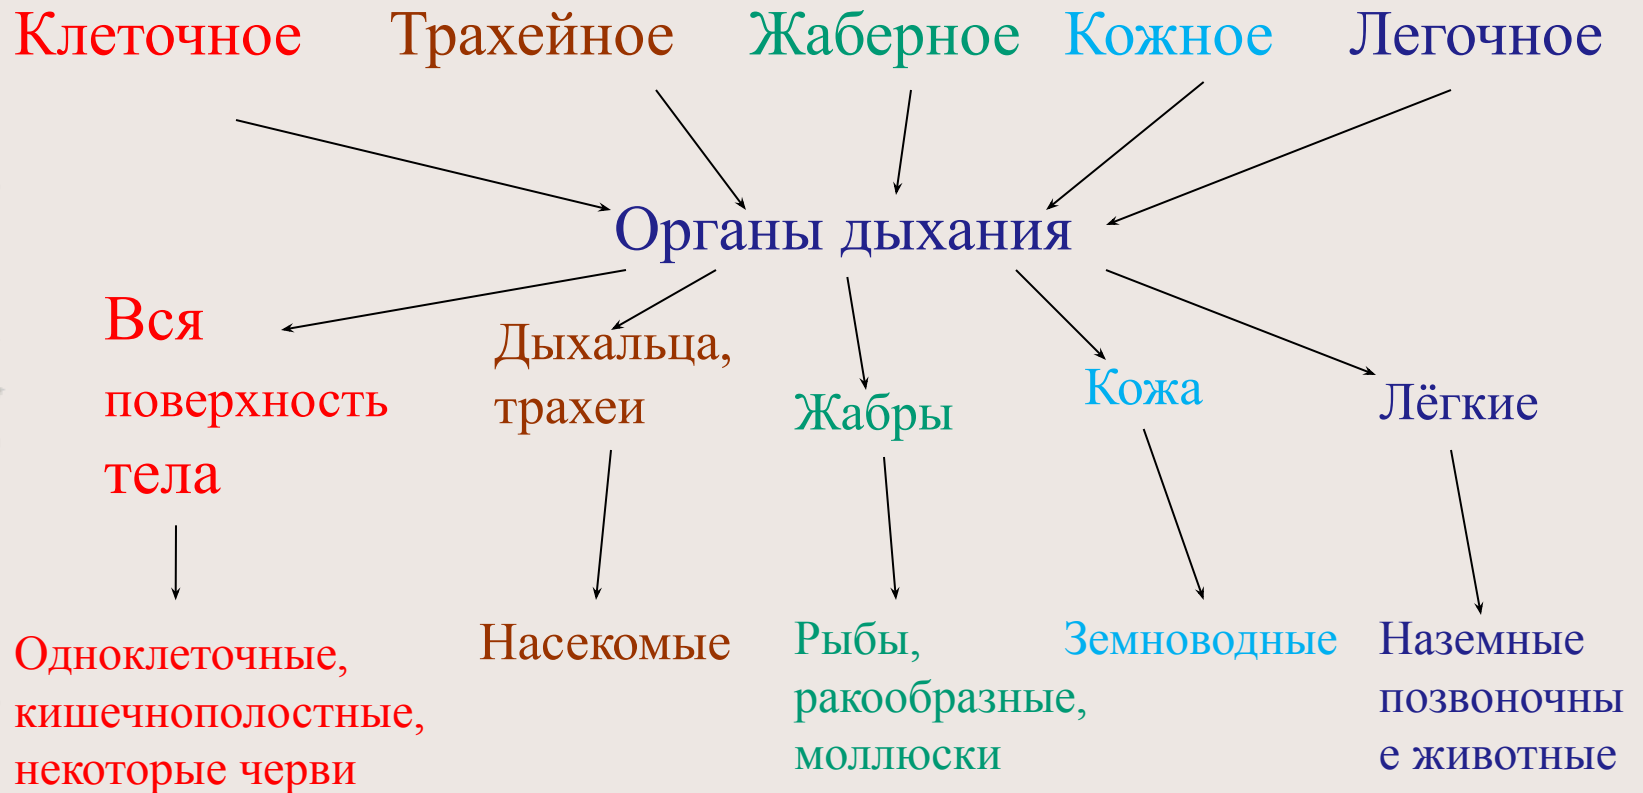 Клеточное Трахейное Жаберное Кожное Легочное
Органы дыхания
Вся
поверхность
тела
Дыхальца,
трахеи
Жабры
Кожа
Лёгкие
Одноклеточные,
кишечнополостные,
некоторые черви
Насекомые
Рыбы,
ракообразные,
моллюски
Земноводные
Наземные
позвоночны
е животные